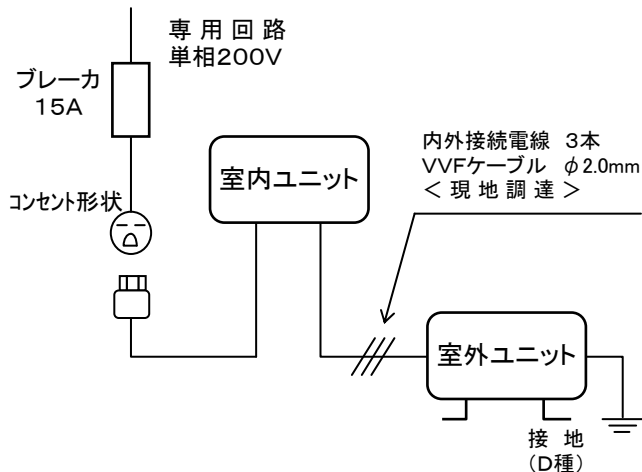 専用回路
単相200V
ブレーカ
15A
コンセント形状
室内ユニット
内外接続電線 3本
VVFケーブル φ2.0mm
<現地調達>
室外ユニット
接 地
(D種)